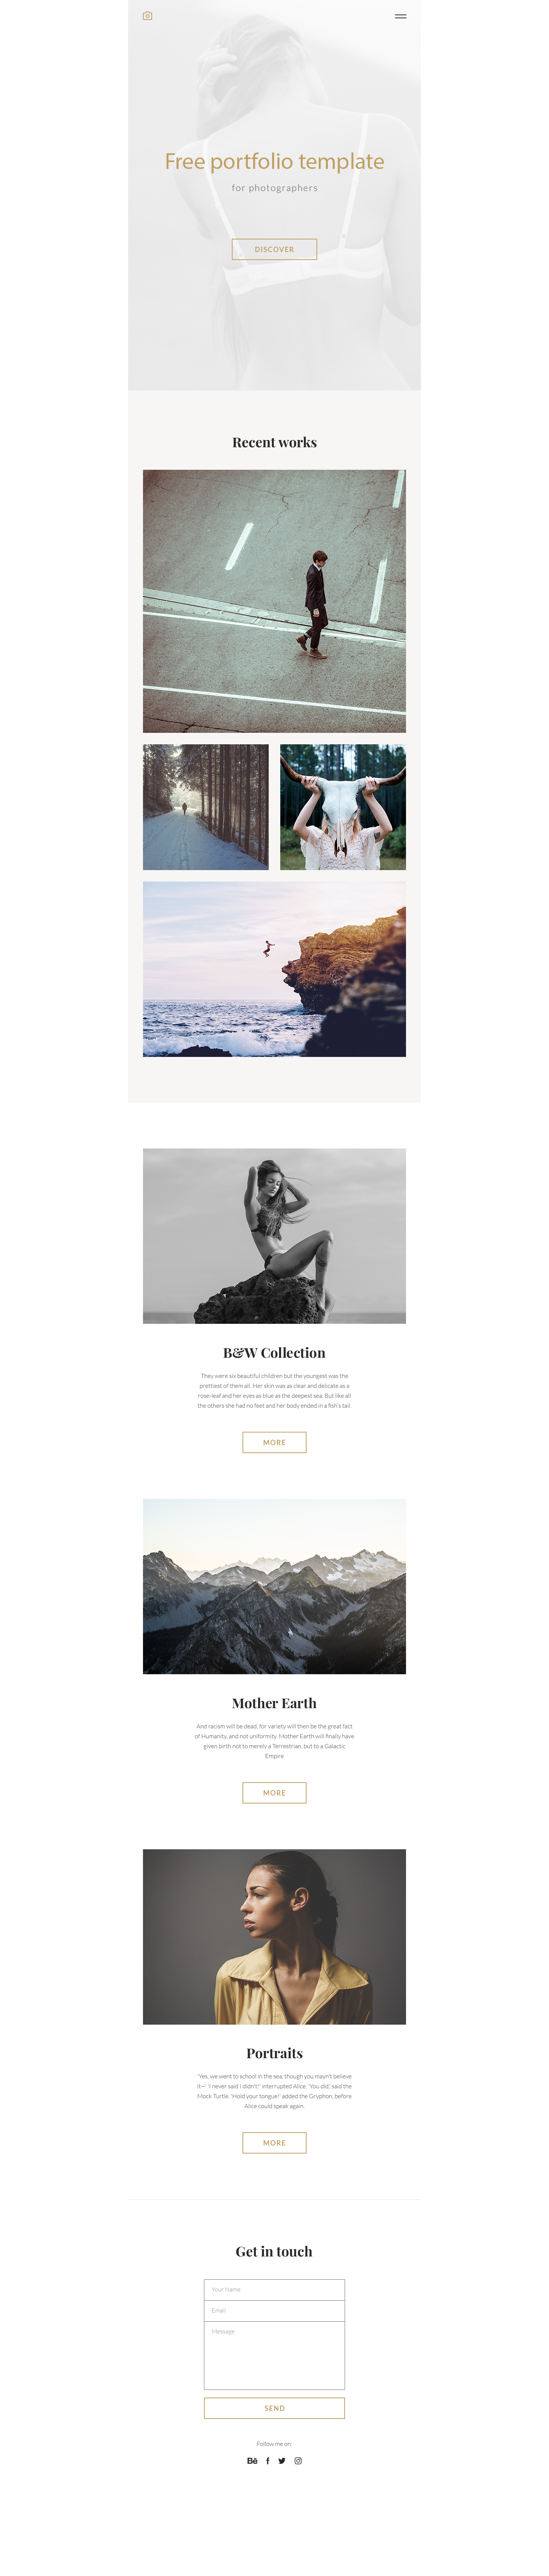 Free portfolio template
for photographers
DISCOVER
Recent works
B&W Collection
They were six beautiful children but the youngest was the
prettiest of them all. Her skin was as clear and delicate as a
rose-leaf and her eyes as blue as the deepest sea. But like all
the others she had no feet and her body ended in a fish's tail.
MORE
Mother Earth
And racism will be dead, for variety will then be the great fact
of Humanity, and not uniformity. Mother Earth will finally have
given birth not to merely a Terrestrian, but to a Galactic
Empire
MORE
Portraits
'Yes, we went to school in the sea, though you mayn't believe
it—' 'I never said I didn't!' interrupted Alice. 'You did,' said the
Mock Turtle. 'Hold your tongue!' added the Gryphon, before
Alice could speak again.
MORE
Get in touch
Your Name
Email
Message
SEND
Follow me on:
Bē f